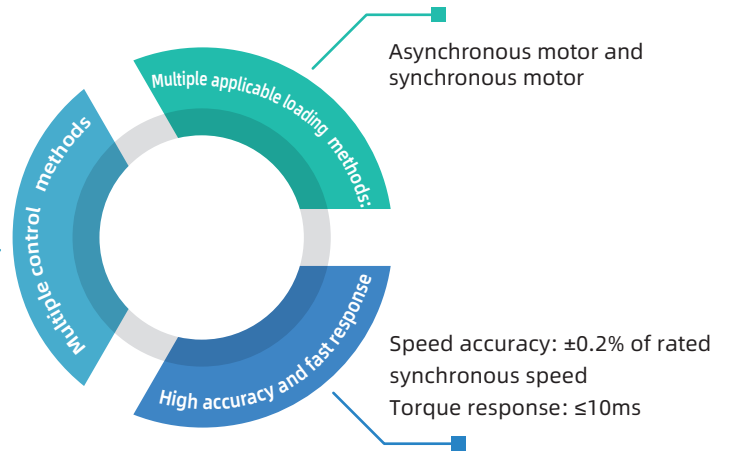 Multiple applicable loading methods:
Asynchronous motor and
synchronous motor
Multiple control methods
High accuracy and fast response
Speed accuracy: ±0.2% of rated
synchronous speed
Torque response: ≤10ms